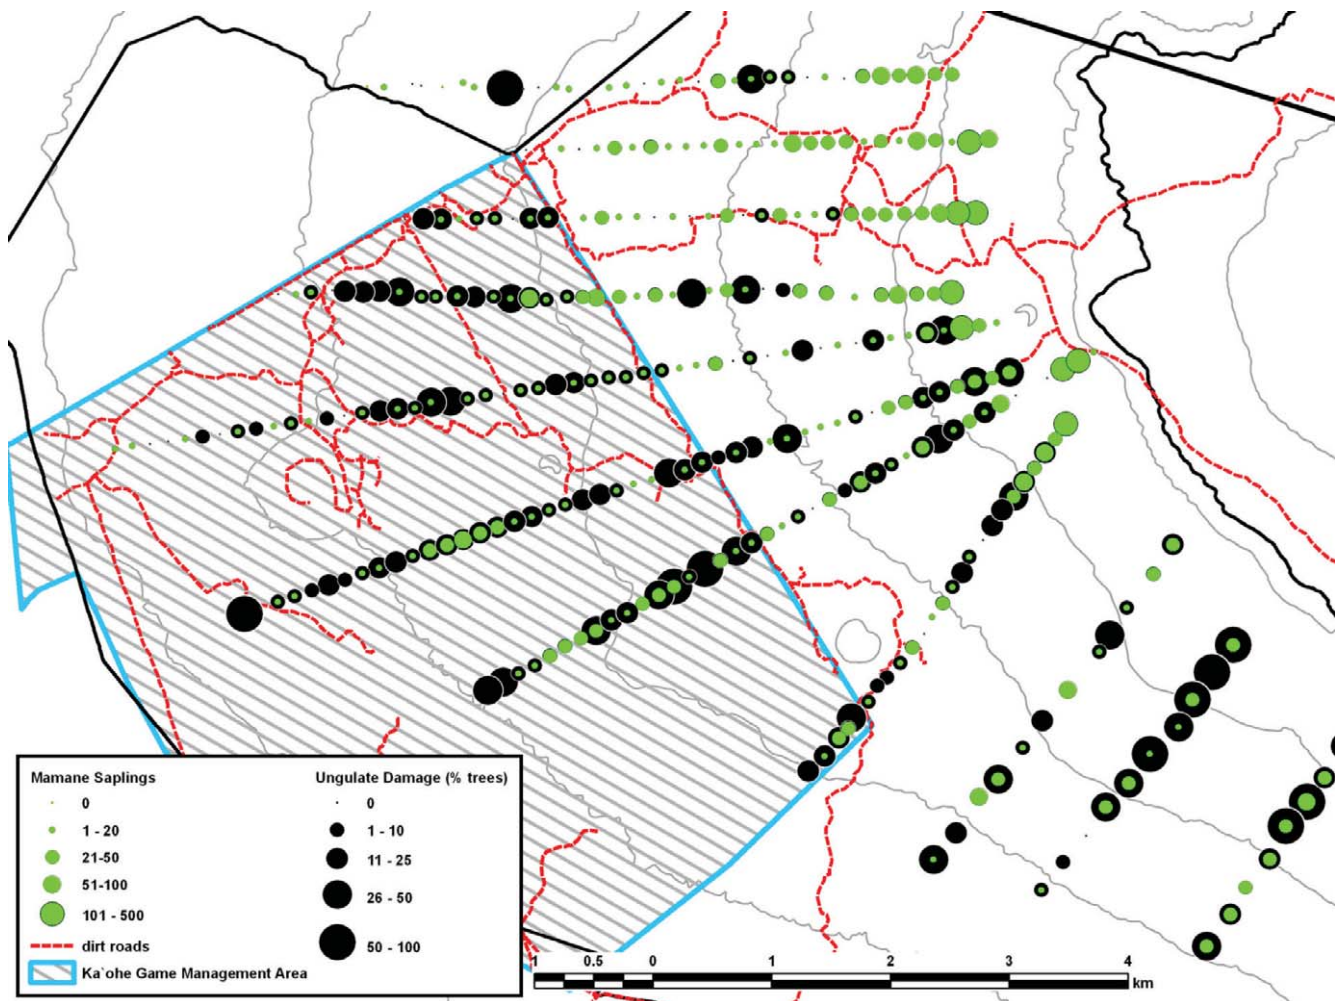 Mamane Saplings
0
1 - 20
21-50
51-100
101 - 500
dirt roads
Ka`ohe Game Management Area
Ungulate Damage (% trees)
0
1 - 10
11 - 25
26 - 50
50 - 100
1 0.5 0 1 2 3 4
km